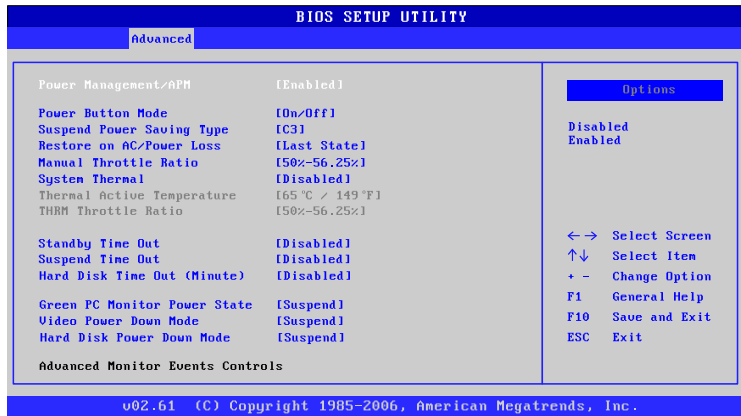 BIOS SETUP UTILITY
Advanced
Power Management/APM [Enabled]
Power Button Mode [On/Off]
Suspend Power Saving Type [C3]
Restore on AC/Power Loss [Last State]
Manual Throttle Ratio [50%-56.25%]
System Thermal [Disabled]
Thermal Active Temperature [65 °C / 149 °F]
THRM Throttle Ratio [50%-56.25%]
Standby Time Out [Disabled]
Suspend Time Out [Disabled]
Hard Disk Time Out (Minute) [Disabled]
Green PC Monitor Power State [Suspend]
Video Power Down Mode [Suspend]
Hard Disk Power Down Mode [Suspend]
Advanced Monitor Events Controls
Options
Disabled
Enabled
←→ Select Screen
↑↓ Select Item
+ - Change Option
F1 General Help
F10 Save and Exit
ESC Exit
v02.61 (C) Copyright 1985-2006, American Megatrends, Inc.